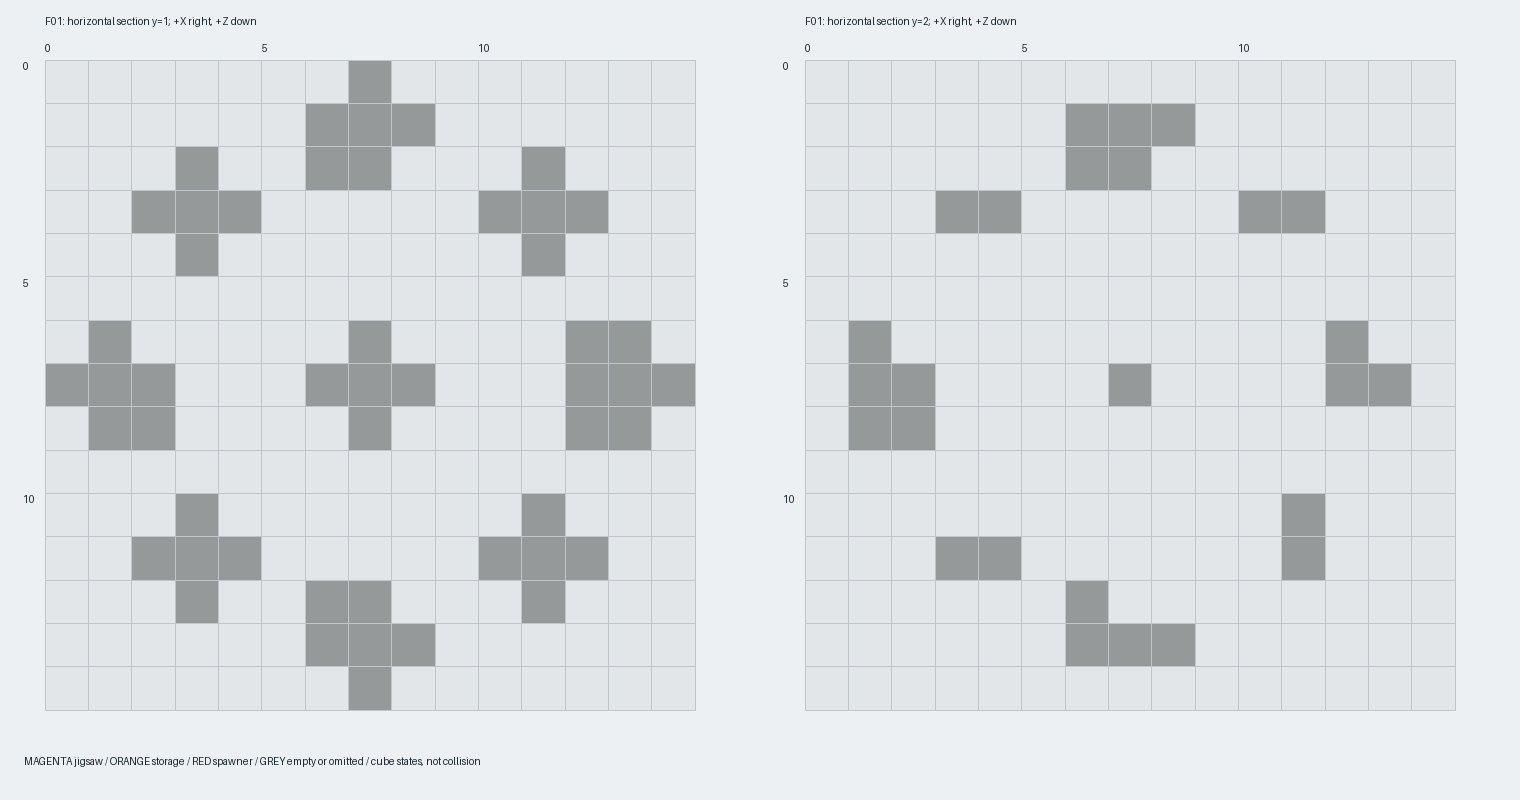 F01: horizontal section y=1; +X right, +Z down
F01: horizontal section y=2; +X right, +Z down
0 5 10
0 5 10
0
0
5
5
10
10
MAGENTA jigsaw / ORANGE storage / RED spawner / GREY empty or omitted / cube states, not collision